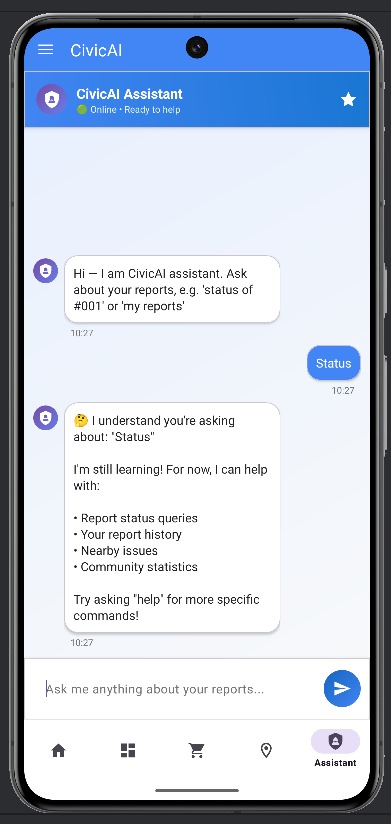 CivicAI
CivicAI Assistant
🟢 Online • Ready to help
Hi — I am CivicAI assistant. Ask
about your reports, e.g. 'status of
#001' or 'my reports'
10:27
Status
10:27
🤔 I understand you're asking
about: "Status"
I'm still learning! For now, I can help
with:
• Report status queries
• Your report history
• Nearby issues
• Community statistics
Try asking "help" for more specific
commands!
10:27
Ask me anything about your reports...
Assistant